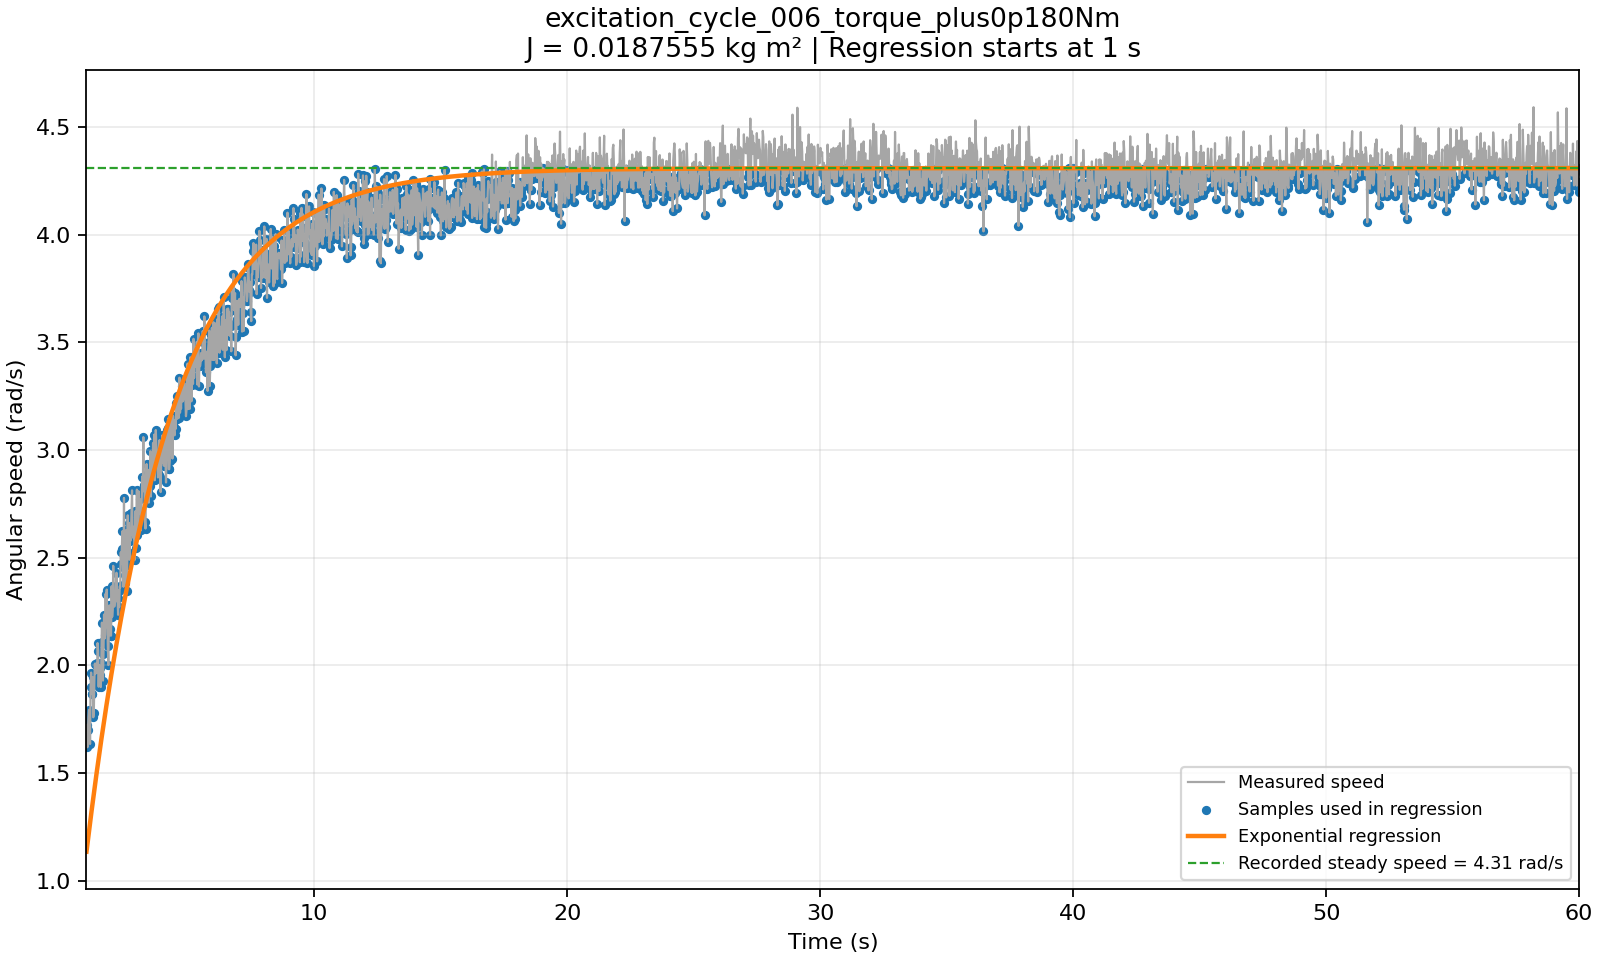 excitation_cycle_006_torque_plus0p180Nm
J = 0.0187555 kg m² | Regression starts at 1 s
Angular speed (rad/s)
4.5
4.0
3.5
3.0
2.5
2.0
1.5
1.0
Measured speed
Samples used in regression
Exponential regression
Recorded steady speed = 4.31 rad/s
10
20
30
40
50
60
Time (s)